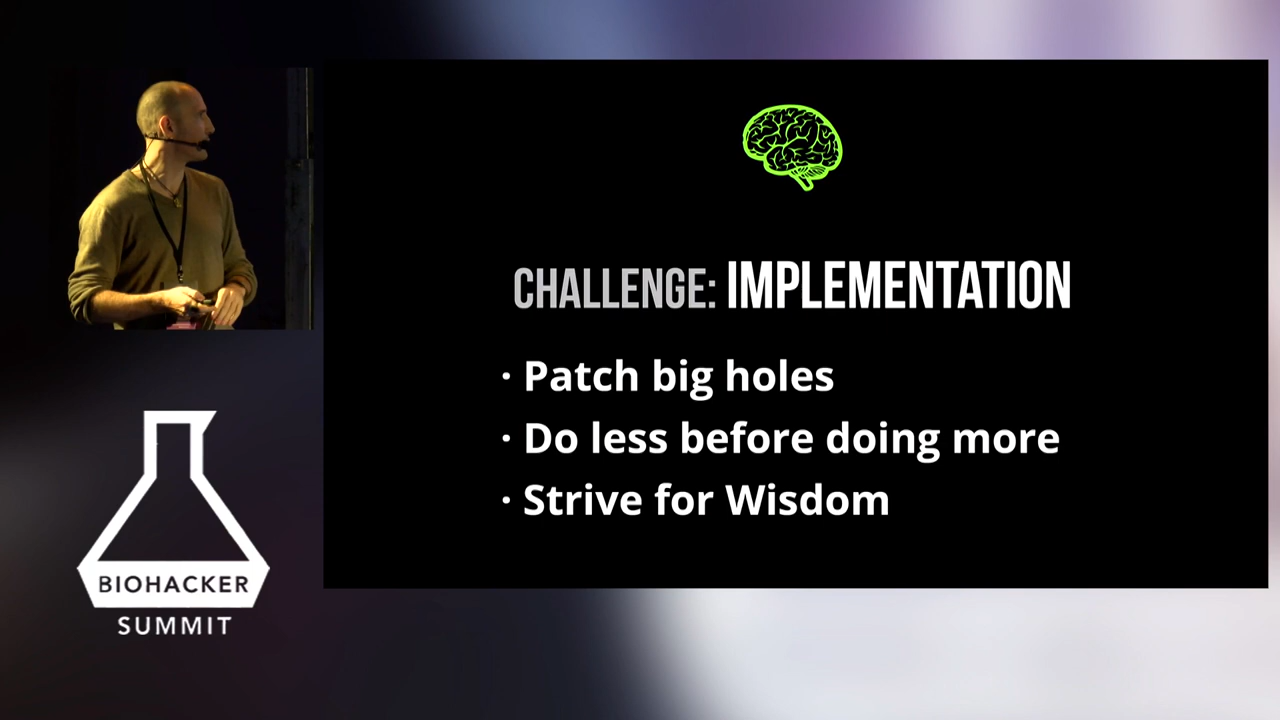 CHALLENGE: IMPLEMENTATION
· Patch big holes
· Do less before doing more
· Strive for Wisdom
BIOHACKER
SUMMIT